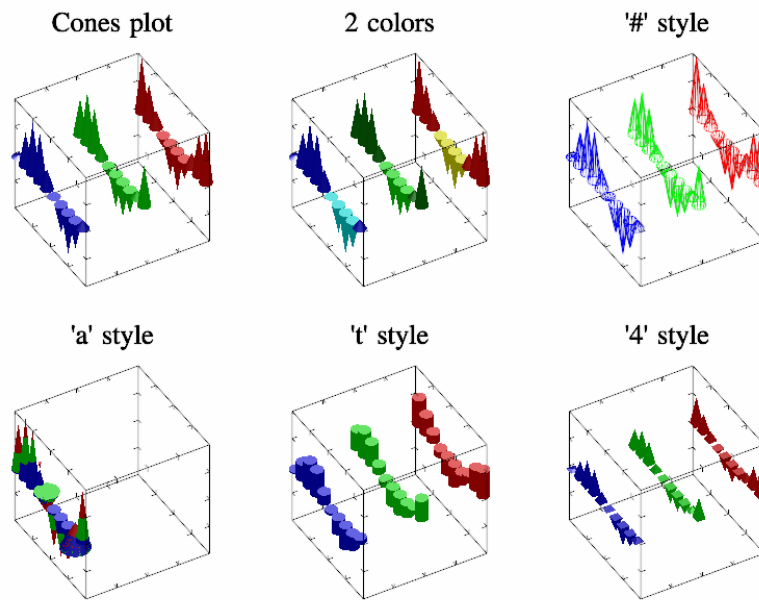 Cones plot
2 colors
'#' style
'a' style
't' style
'4' style